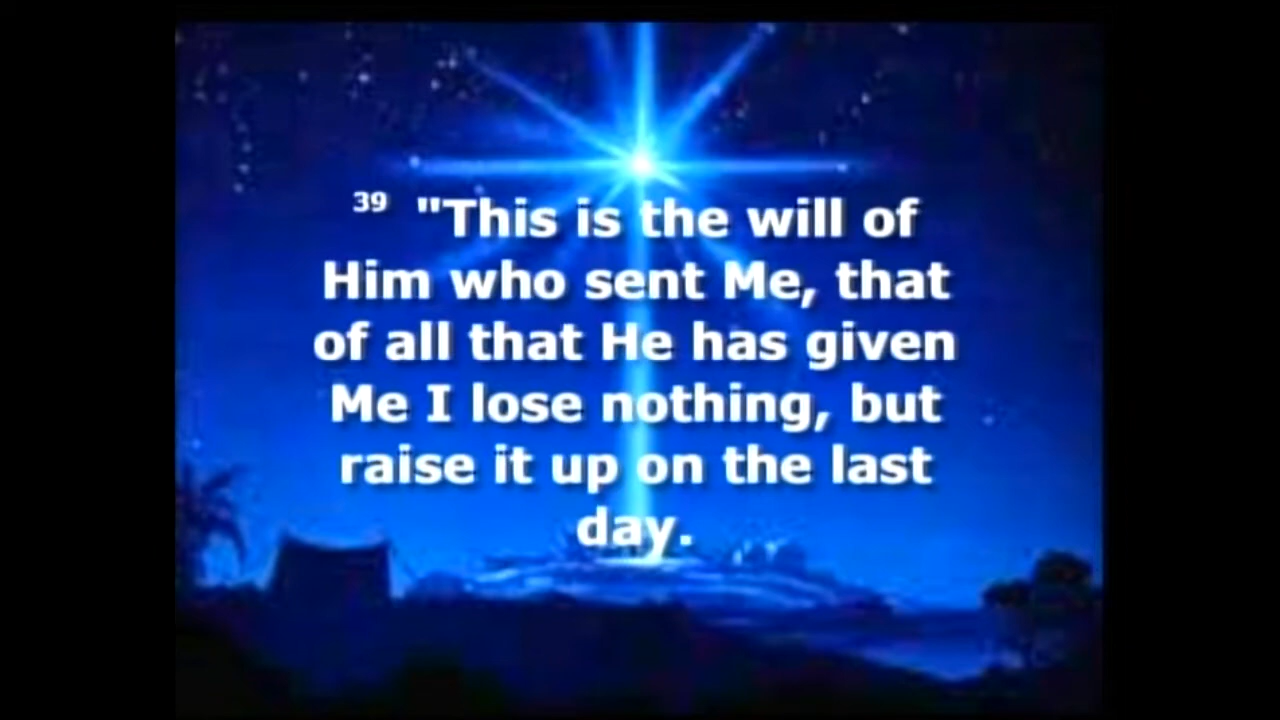 39 "This is the will of
Him who sent Me, that
of all that He has given
Me I lose nothing, but
raise it up on the last
day.